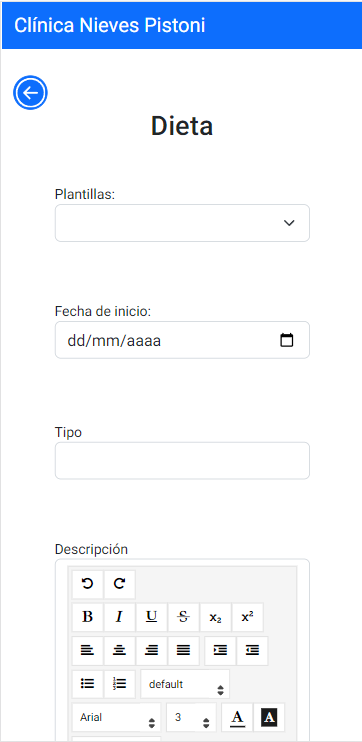 Clínica Nieves Pistoni
Dieta
Plantillas:
Fecha de inicio:
dd/mm/aaaa
Tipo
Descripción
B I U S x₂ x²
default
Arial 3 A A